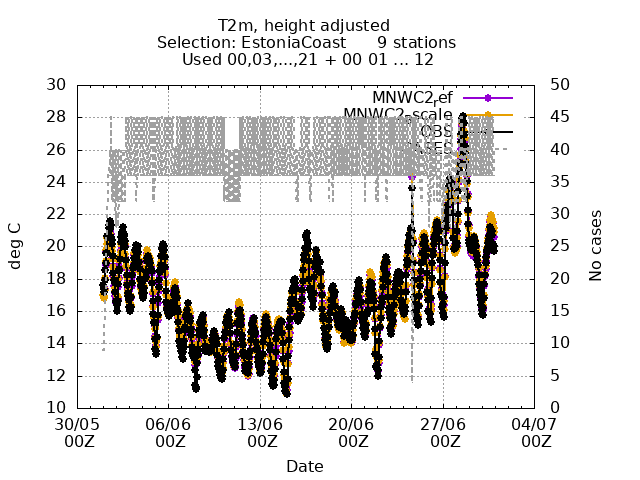 T2m, height adjusted
Selection: EstoniaCoast 9 stations
Used 00,03,...,21 + 00 01 ... 12
MNWC2_ref
MNWC2_escale
OBS
CASES
deg C
30
28
26
24
22
20
18
16
14
12
10
50
45
40
35
30
25
20
15
10
5
0
No cases
30/05 06/06 13/06 20/06 27/06 04/07
00Z 00Z 00Z 00Z 00Z 00Z
Date